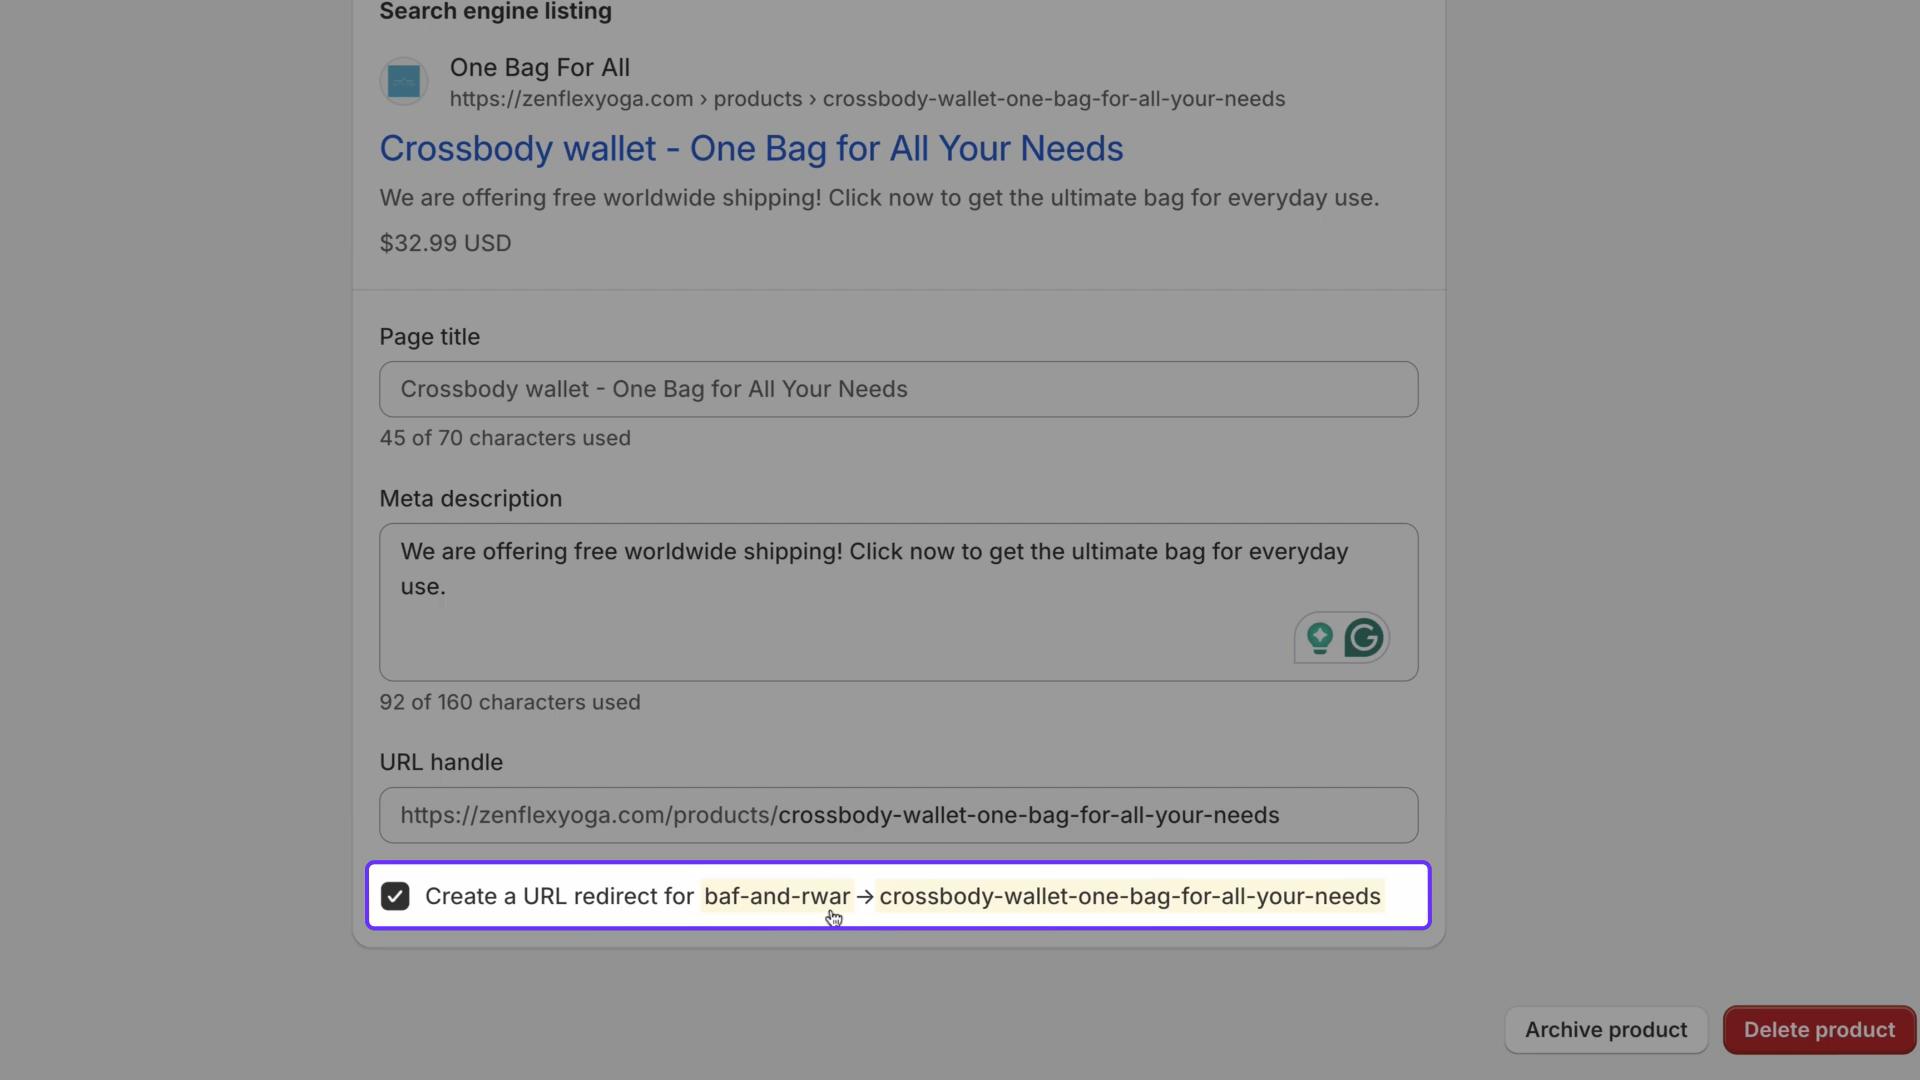 Search engine listing
One Bag For All
https://zenflexyoga.com › products › crossbody-wallet-one-bag-for-all-your-needs
Crossbody wallet - One Bag for All Your Needs
We are offering free worldwide shipping! Click now to get the ultimate bag for everyday use.
$32.99 USD
Page title
Crossbody wallet - One Bag for All Your Needs
45 of 70 characters used
Meta description
We are offering free worldwide shipping! Click now to get the ultimate bag for everyday
use.
92 of 160 characters used
URL handle
https://zenflexyoga.com/products/crossbody-wallet-one-bag-for-all-your-needs
Create a URL redirect for baf-and-rwar → crossbody-wallet-one-bag-for-all-your-needs
Archive product
Delete product